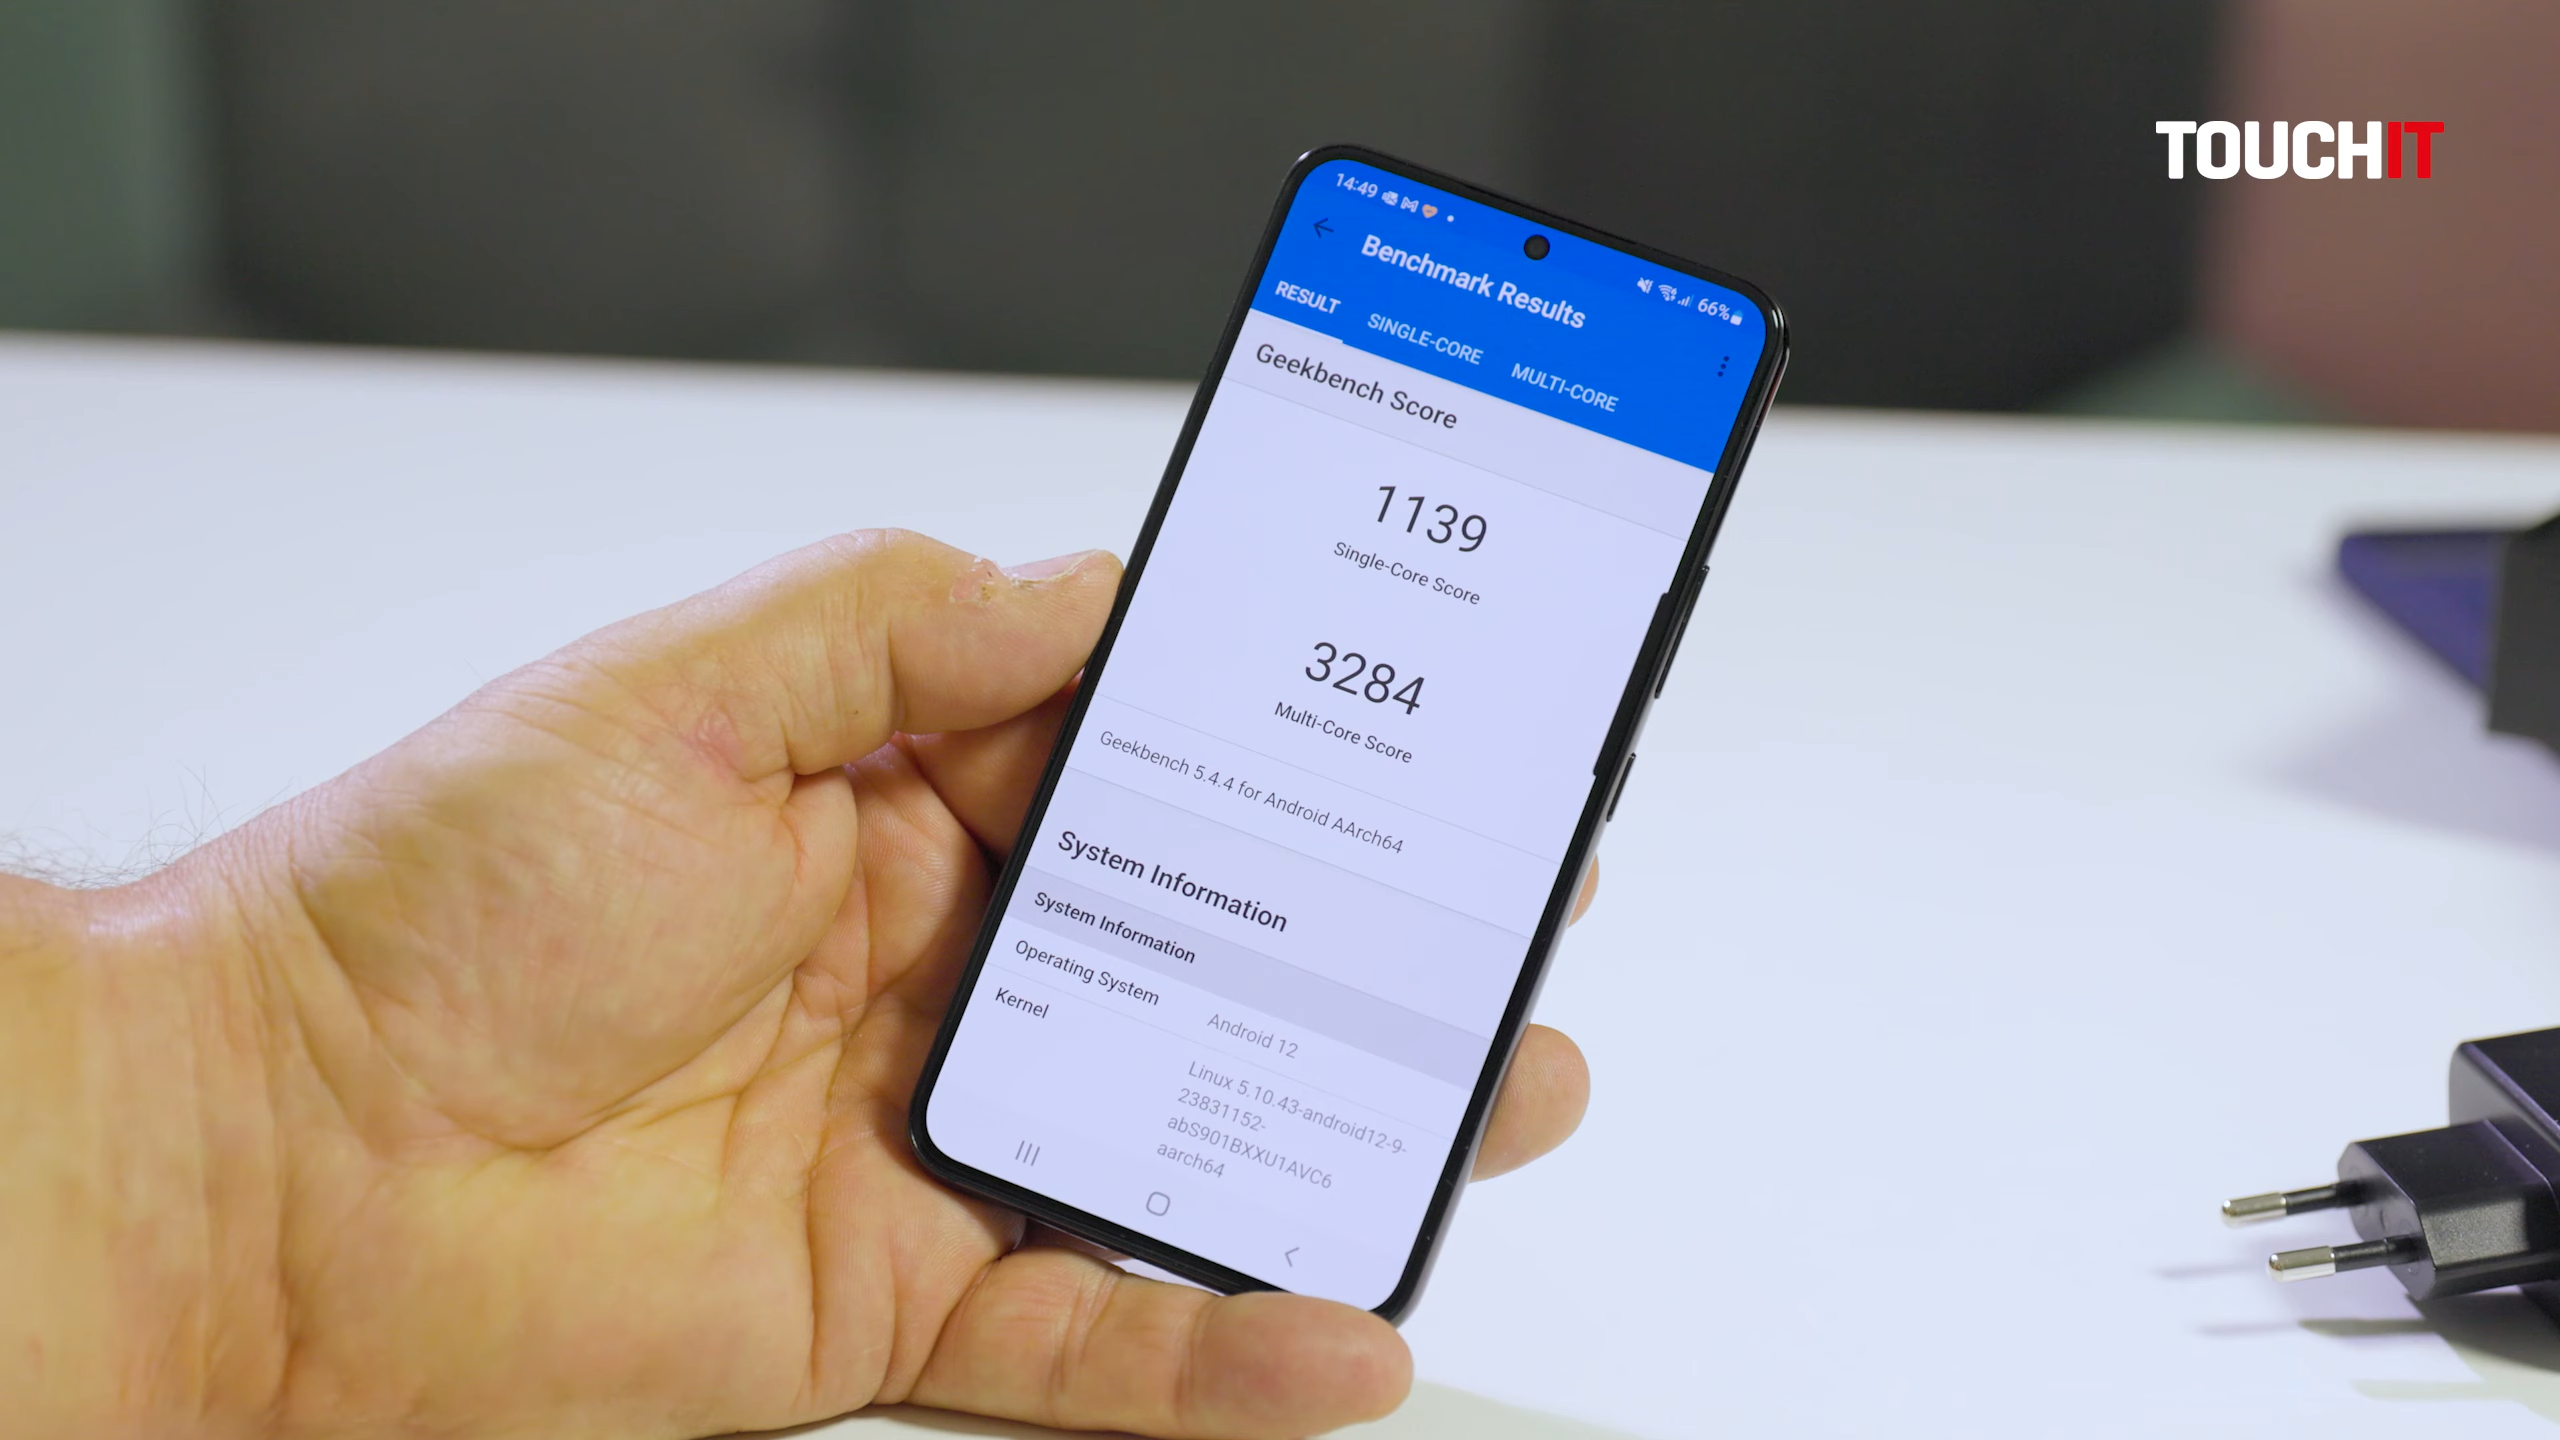 TOUCHIT
14:49
66%
Benchmark Results
RESULT
SINGLE-CORE
MULTI-CORE
Geekbench Score
1139
Single-Core Score
3284
Multi-Core Score
Geekbench 5.4.4 for Android AArch64
System Information
System Information
Operating System
Android 12
Kernel
Linux 5.10.43-android12-9-
23831152-
abS901BXXU1AVC6
aarch64